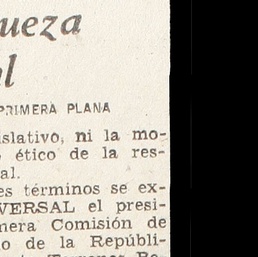 ueza
l
PRIMERA PLANA
islativo, ni la mo-
ético de la res-
al.
es términos se ex-
VERSAL el presi-
mera Comisión de
o de la Repúbli-